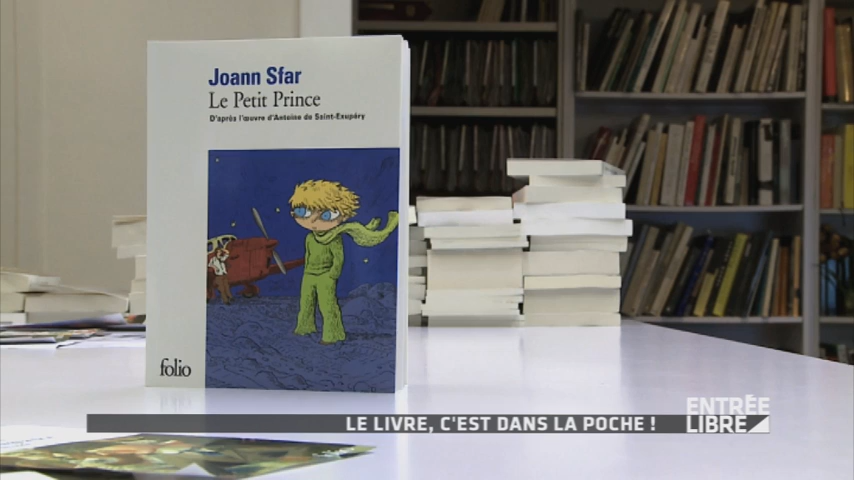 Joann Sfar
Le Petit Prince
D'après l'œuvre d'Antoine de Saint-Exupéry
folio
LE LIVRE, C'EST DANS LA POCHE !
ENTRÉE
LIBRE